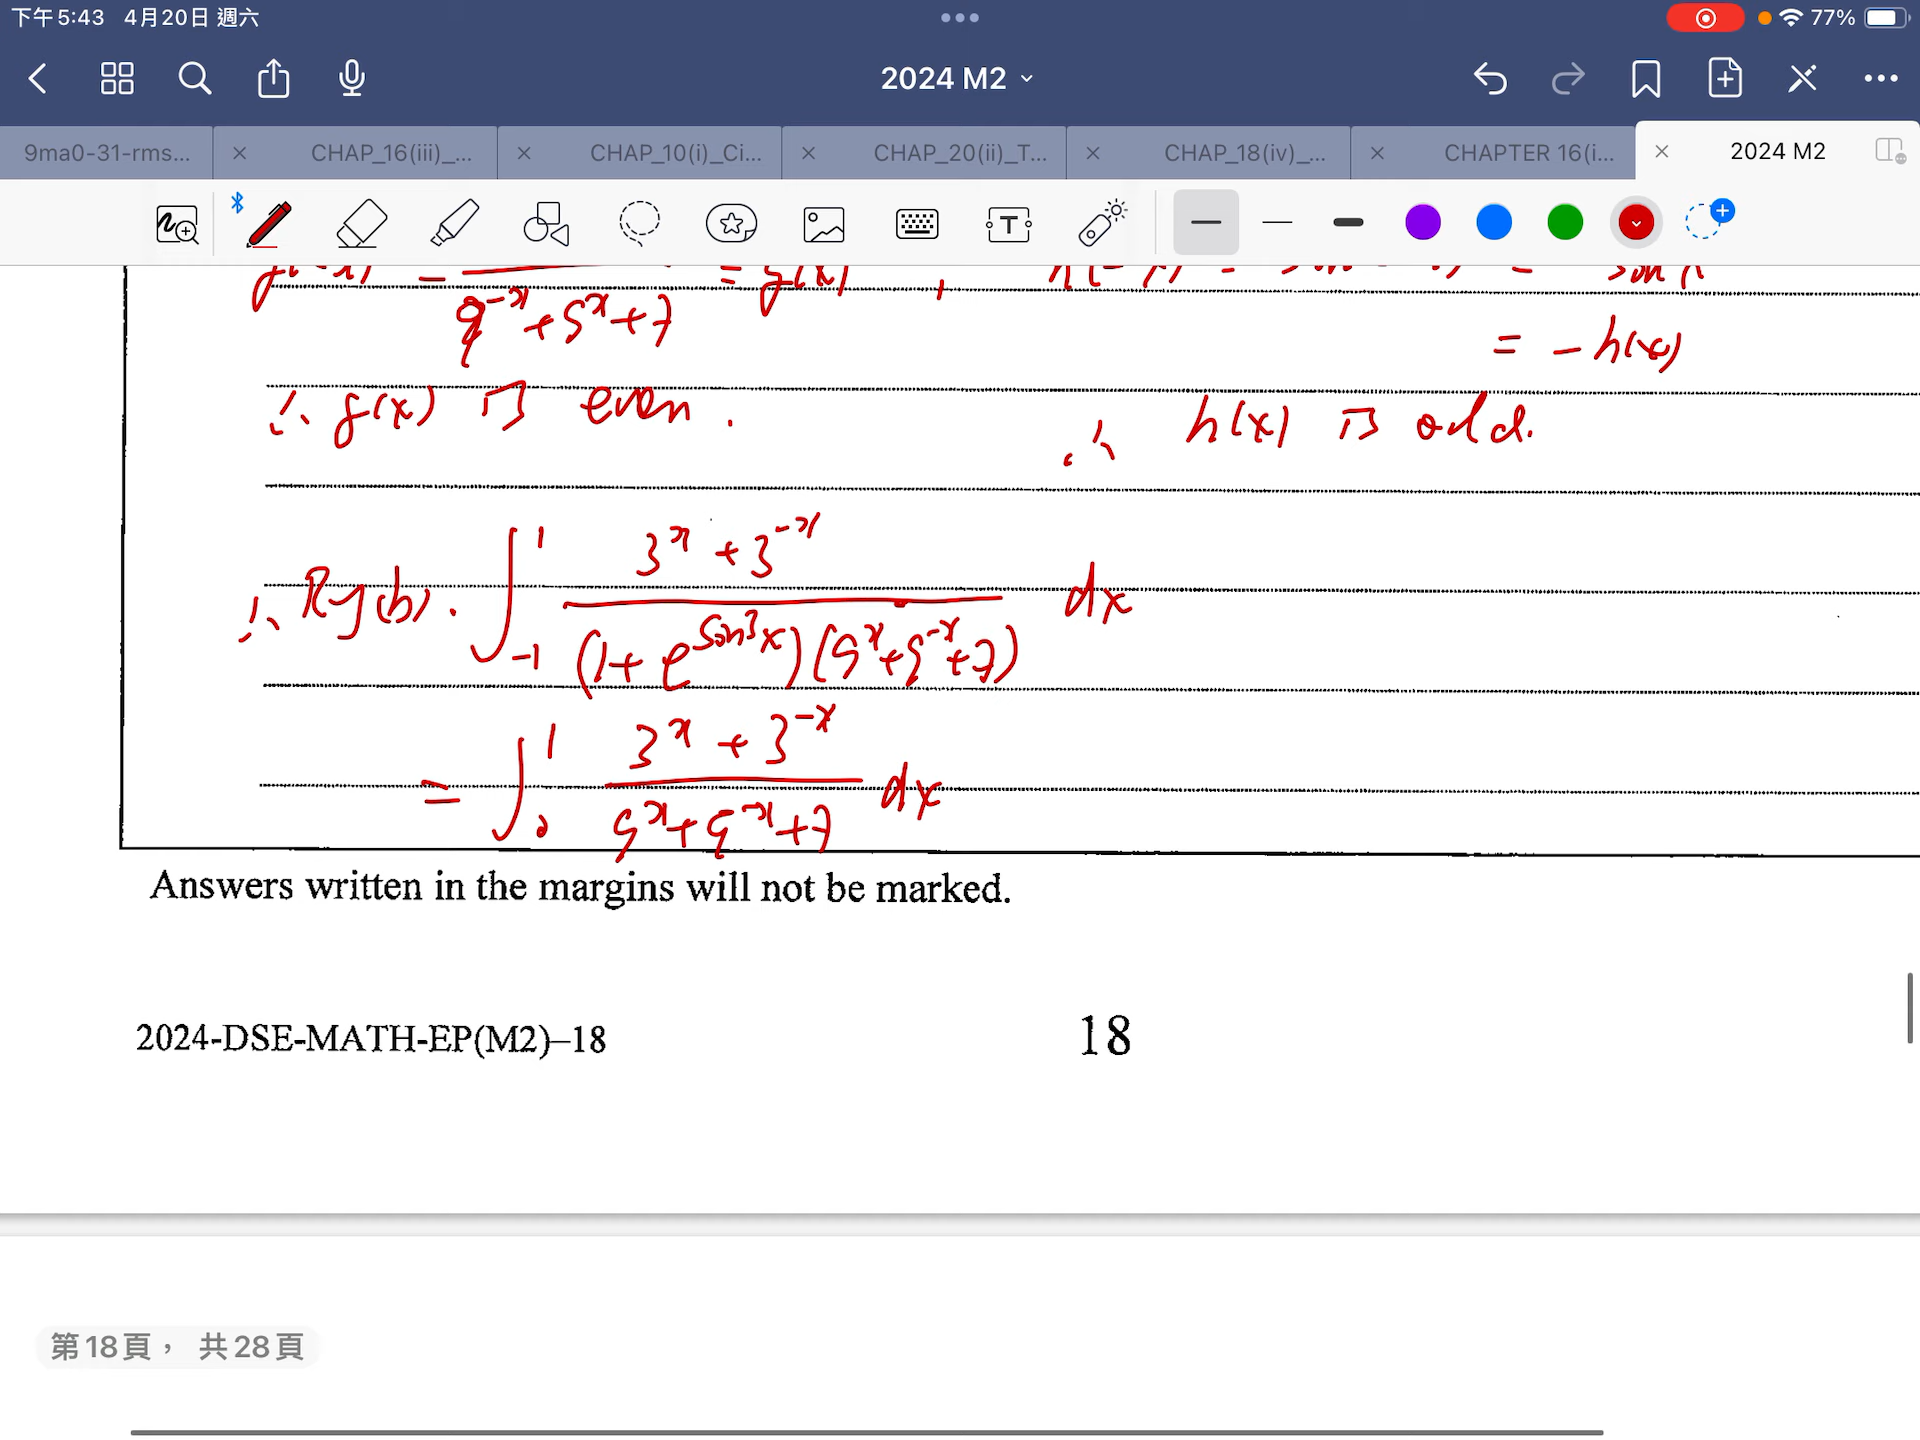 下午5:43 4月20日 週六
77%
2024 M2
9ma0-31-rms...
CHAP_16(iii)_...
CHAP_10(i)_Ci...
CHAP_20(ii)_T...
CHAP_18(iv)_...
CHAPTER 16(i...
2024 M2
= g(x) ,
9^-x + 9^x + 7
= -h(x)
∴ g(x) is even.
∴ h(x) is odd.
∴ By (b). ∫_-1^1 (3^x + 3^-x) / ((1 + e^{sin^3 x})(9^x + 9^-x + 7)) dx
= ∫_0^1 (3^x + 3^-x) / (9^x + 9^-x + 7) dx
Answers written in the margins will not be marked.
2024-DSE-MATH-EP(M2)–18
18
第18頁， 共28頁